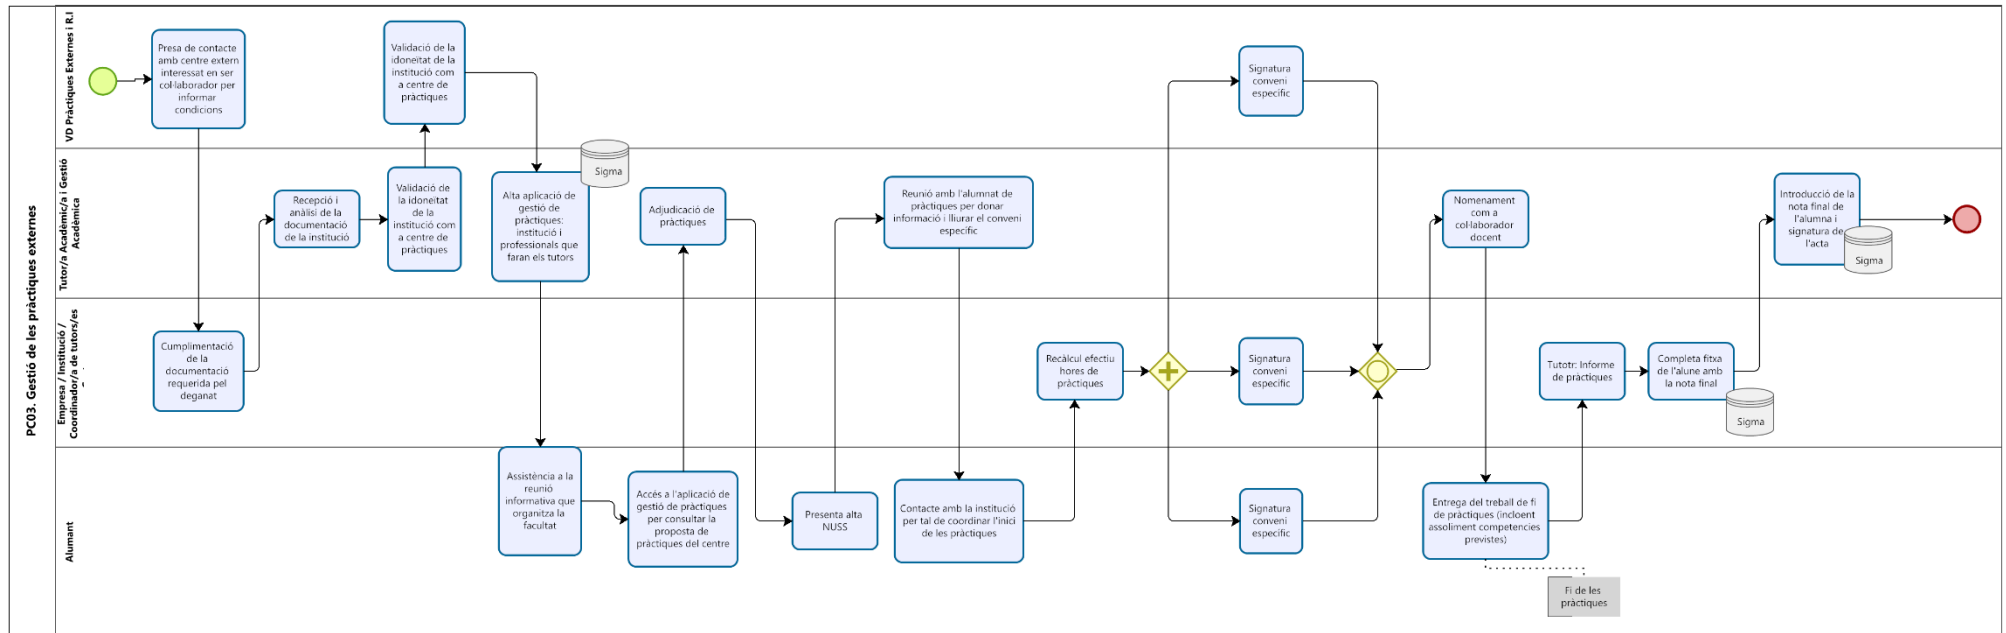 PC03. Gestió de les pràctiques externes
VD Pràctiques Externes i R.I
Presa de contacte
amb centre extern
interessat en ser
col·laborador per
informar
condicions
Validació de la
idoneïtat de la
institució com
a centre de
pràctiques
Signatura
conveni
específic
Tutor/a Acadèmic/a i Gestió
Acadèmica
Recepció i
anàlisi de la
documentació
de la institució
Validació de
la idoneïtat
de la
institució com
a centre de
pràctiques
Alta aplicació de
gestió de
pràctiques:
institució i
professionals que
faran els tutors
Sigma
Adjudicació de
pràctiques
Reunió amb l'alumnat de
pràctiques per donar
informació i lliurar el conveni
específic
Nomenament
com a
col·laborador
docent
Introducció de la
nota final de
l'alumna i
signatura de
l'acta
Sigma
Empresa / Institució /
Coordinador/a de tutors/es
Cumplimentació
de la
documentació
requerida pel
deganat
Recàlcul efectiu
hores de
pràctiques
Signatura
conveni
específic
Tutotr: Informe
de pràctiques
Completa fitxa
de l'alune amb
la nota final
Sigma
Alumant
Assistència a la
reunió
informativa que
organitza la
facultat
Accés a l'aplicació de
gestió de pràctiques
per consultar la
proposta de
pràctiques del centre
Presenta alta
NUSS
Contacte amb la institució
per tal de coordinar l'inici
de les pràctiques
Signatura
conveni
específic
Entrega del treball de fi
de pràctiques (incloent
assoliment competencies
previstes)
Fi de les
pràctiques